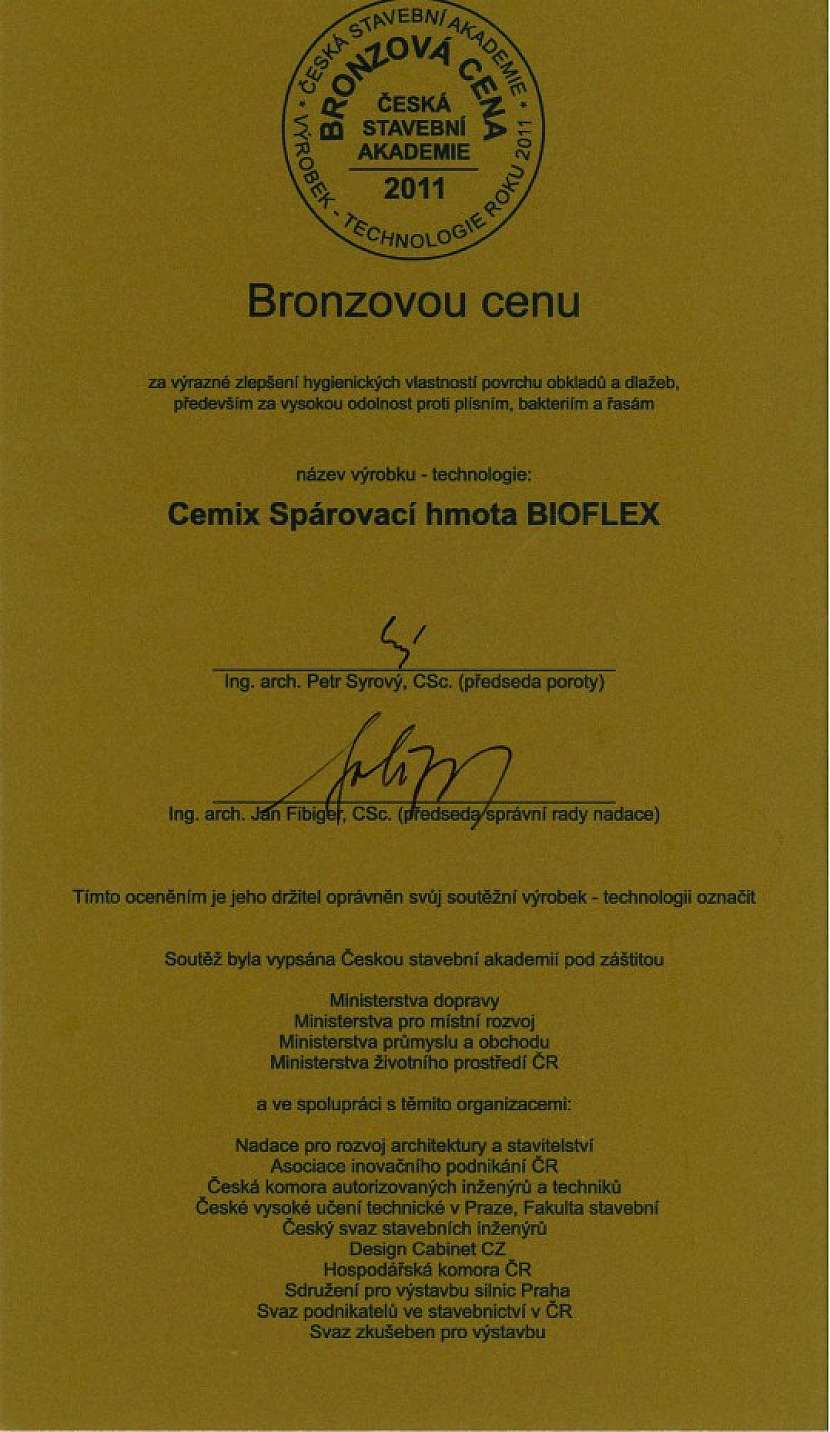 * ČESKÁ STAVEBNÍ AKADEMIE *
VÝROBEK - TECHNOLOGIE ROKU 2011
BRONZOVÁ CENA
ČESKÁ
STAVEBNÍ
AKADEMIE
2011
Bronzovou cenu
za výrazné zlepšení hygienických vlastností povrchu obkladů a dlažeb,
především za vysokou odolnost proti plísním, bakteriím a řasám
název výrobku - technologie:
Cemix Spárovací hmota BIOFLEX
Ing. arch. Petr Syrový, CSc. (předseda poroty)
Ing. arch. Jan Fibiger, CSc. (předseda správní rady nadace)
Tímto oceněním je jeho držitel oprávněn svůj soutěžní výrobek - technologii označit
Soutěž byla vypsána Českou stavební akademií pod záštitou
Ministerstva dopravy
Ministerstva pro místní rozvoj
Ministerstva průmyslu a obchodu
Ministerstva životního prostředí ČR
a ve spolupráci s těmito organizacemi:
Nadace pro rozvoj architektury a stavitelství
Asociace inovačního podnikání ČR
Česká komora autorizovaných inženýrů a techniků
České vysoké učení technické v Praze, Fakulta stavební
Český svaz stavebních inženýrů
Design Cabinet CZ
Hospodářská komora ČR
Sdružení pro výstavbu silnic Praha
Svaz podnikatelů ve stavebnictví v ČR
Svaz zkušeben pro výstavbu